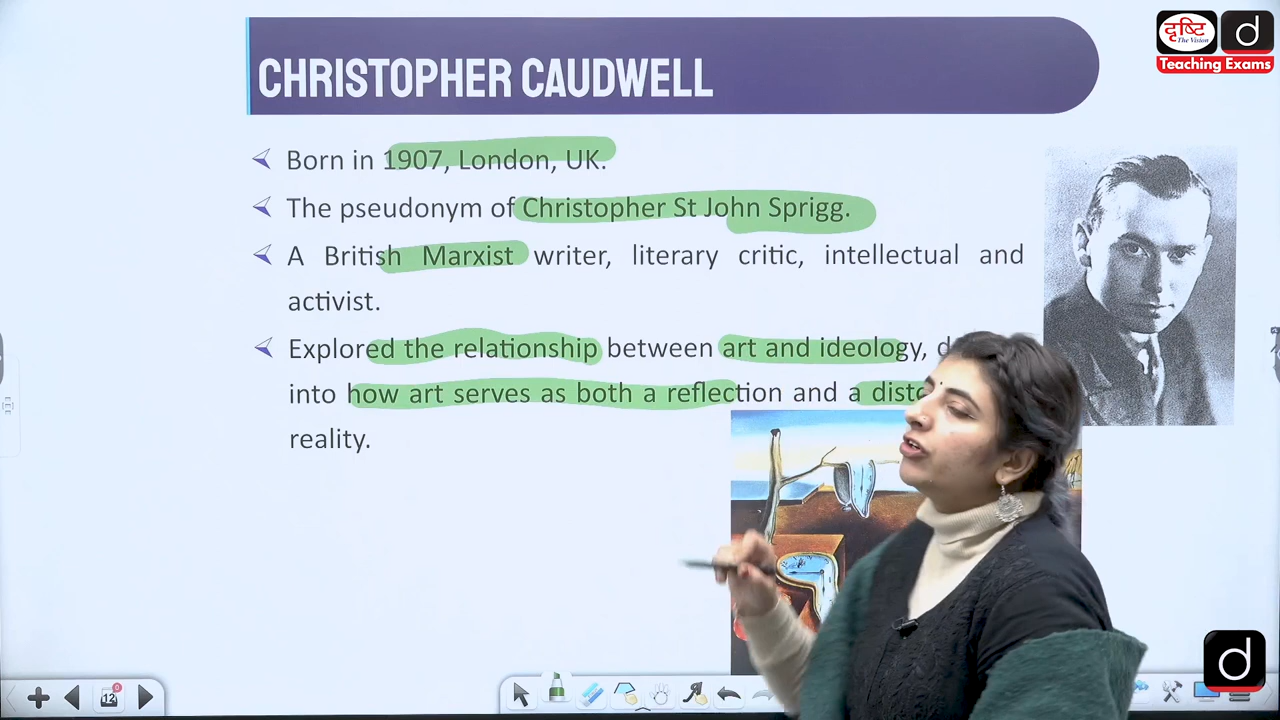 दृष्टि
The Vision
d
Teaching Exams
CHRISTOPHER CAUDWELL
Born in 1907, London, UK.
The pseudonym of Christopher St John Sprigg.
A British Marxist writer, literary critic, intellectual and
activist.
Explored the relationship between art and ideology,
into how art serves as both a reflection and a
reality.
12
d